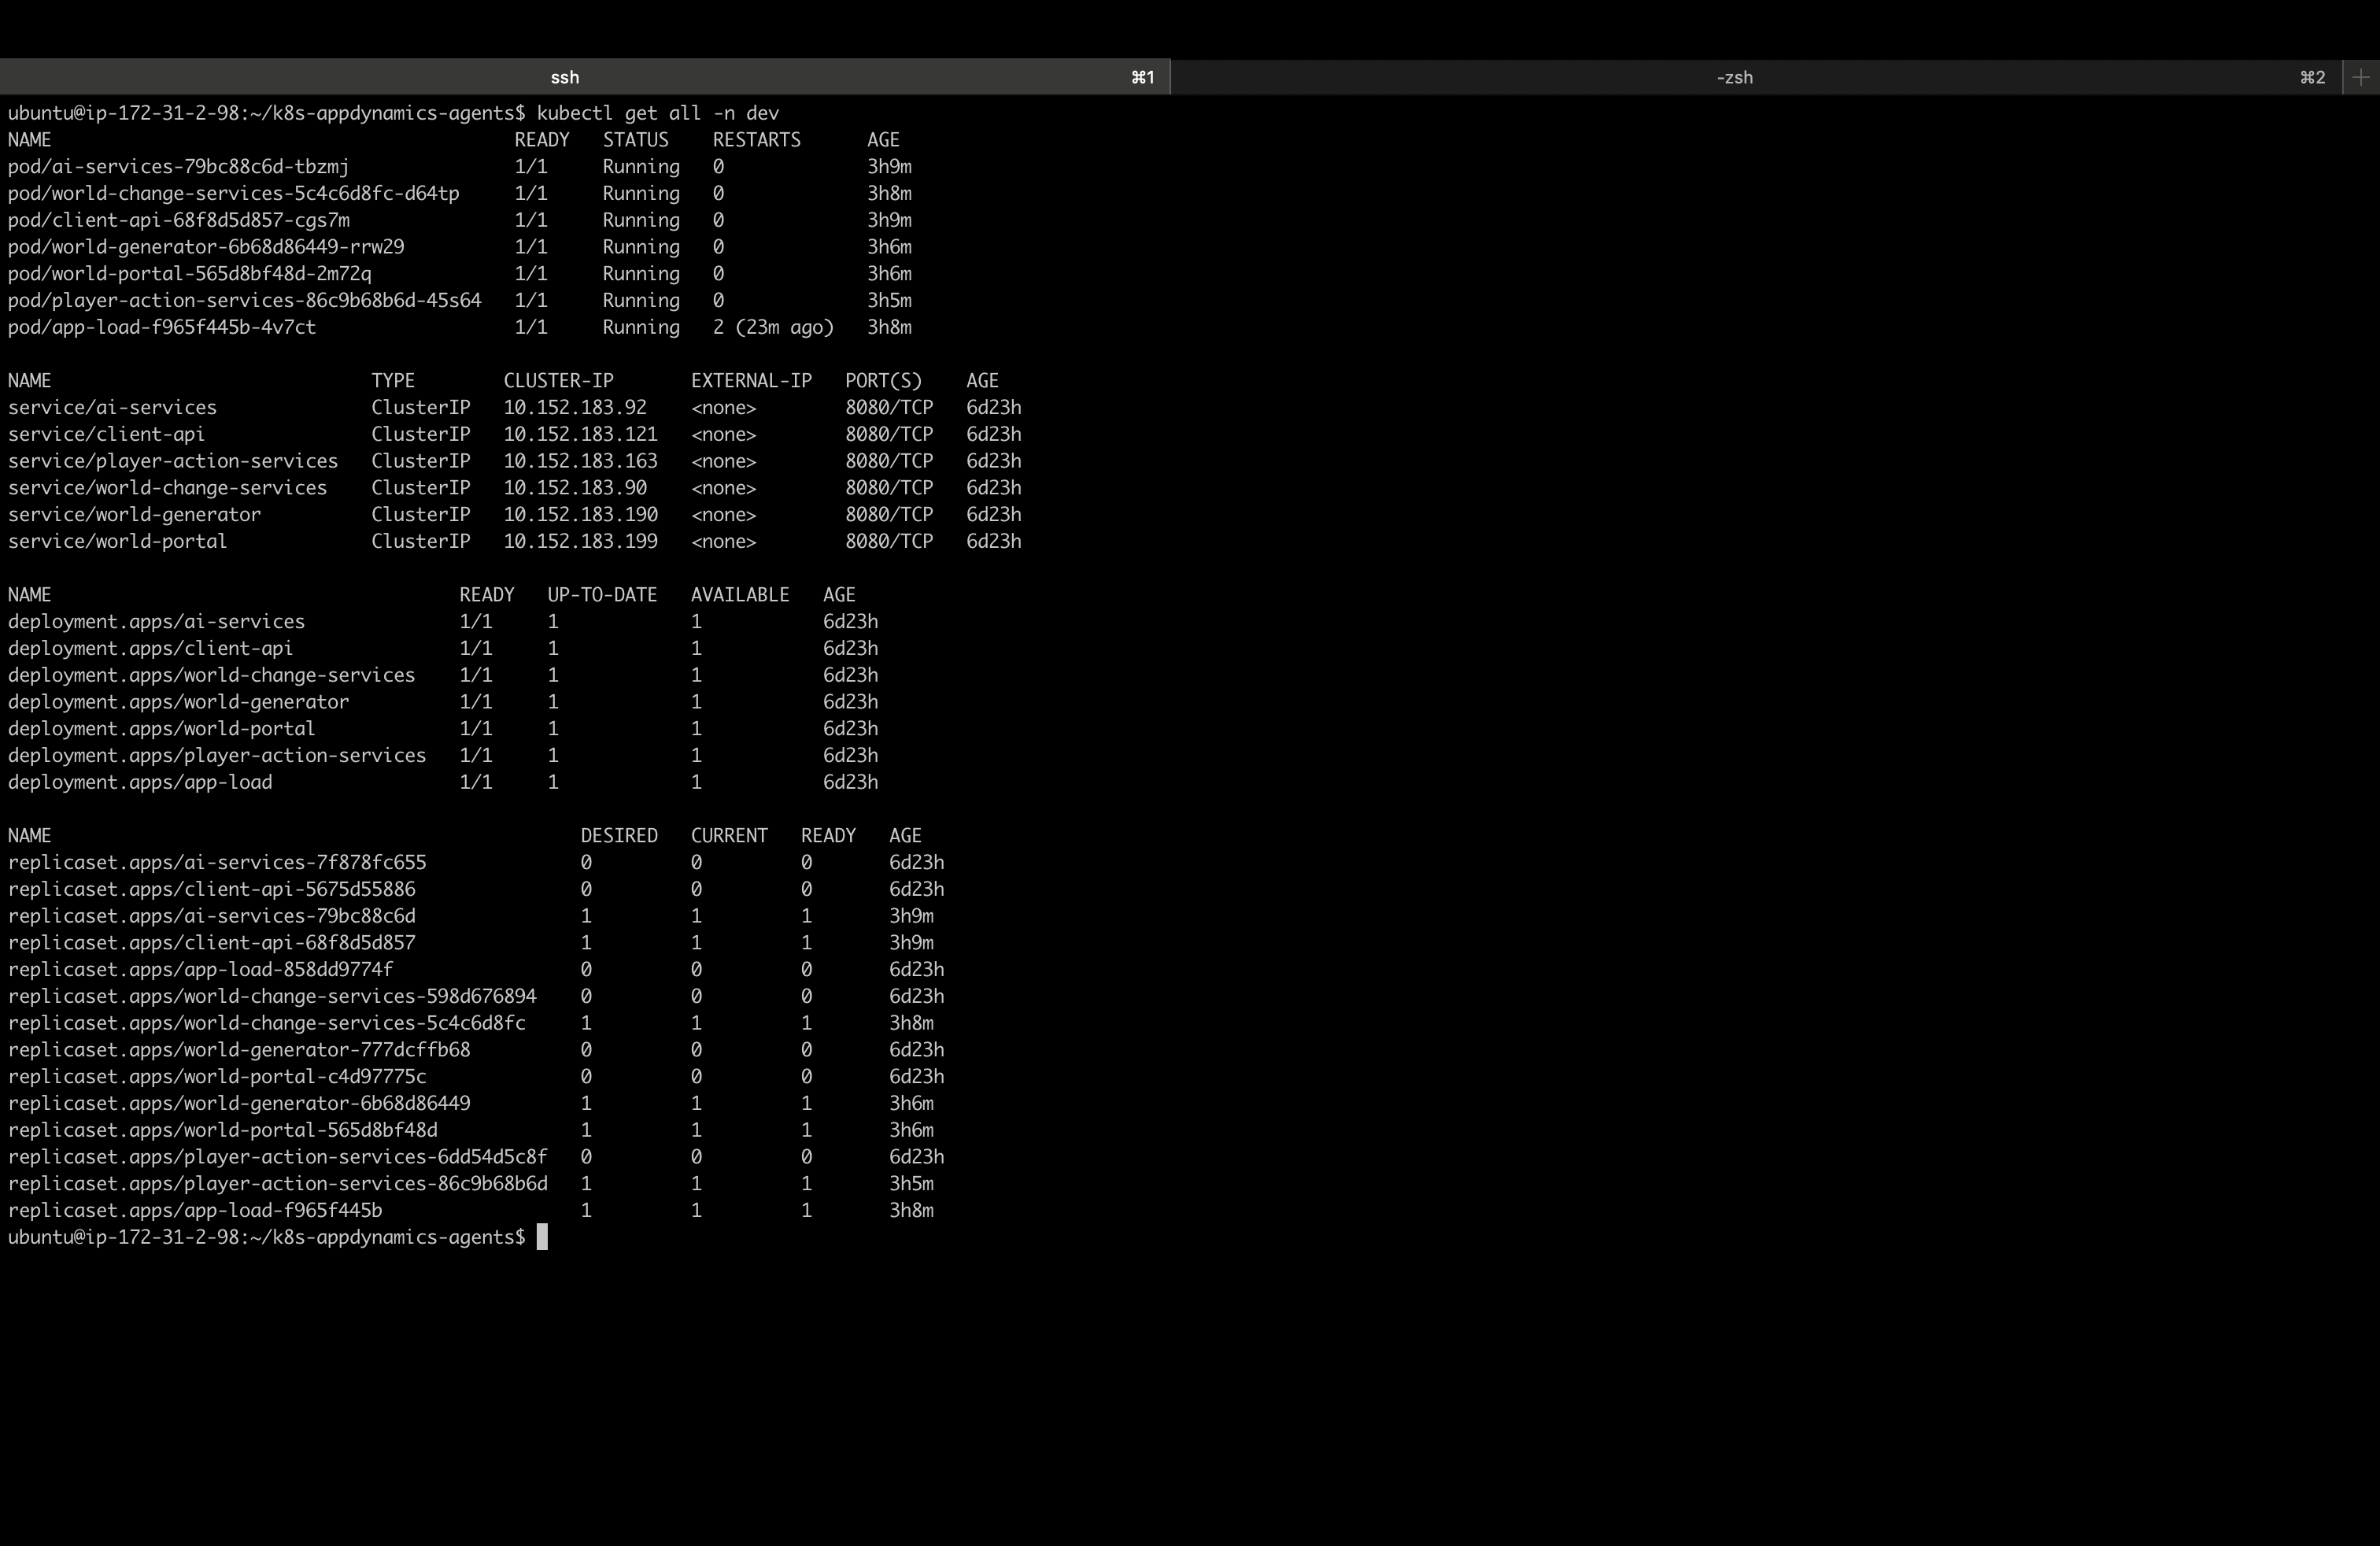 ssh ⌘1 -zsh ⌘2 +
ubuntu@ip-172-31-2-98:~/k8s-appdynamics-agents$ kubectl get all -n dev
NAME READY STATUS RESTARTS AGE
pod/ai-services-79bc88c6d-tbzmj 1/1 Running 0 3h9m
pod/world-change-services-5c4c6d8fc-d64tp 1/1 Running 0 3h8m
pod/client-api-68f8d5d857-cgs7m 1/1 Running 0 3h9m
pod/world-generator-6b68d86449-rrw29 1/1 Running 0 3h6m
pod/world-portal-565d8bf48d-2m72q 1/1 Running 0 3h6m
pod/player-action-services-86c9b68b6d-45s64 1/1 Running 0 3h5m
pod/app-load-f965f445b-4v7ct 1/1 Running 2 (23m ago) 3h8m
NAME TYPE CLUSTER-IP EXTERNAL-IP PORT(S) AGE
service/ai-services ClusterIP 10.152.183.92 <none> 8080/TCP 6d23h
service/client-api ClusterIP 10.152.183.121 <none> 8080/TCP 6d23h
service/player-action-services ClusterIP 10.152.183.163 <none> 8080/TCP 6d23h
service/world-change-services ClusterIP 10.152.183.90 <none> 8080/TCP 6d23h
service/world-generator ClusterIP 10.152.183.190 <none> 8080/TCP 6d23h
service/world-portal ClusterIP 10.152.183.199 <none> 8080/TCP 6d23h
NAME READY UP-TO-DATE AVAILABLE AGE
deployment.apps/ai-services 1/1 1 1 6d23h
deployment.apps/client-api 1/1 1 1 6d23h
deployment.apps/world-change-services 1/1 1 1 6d23h
deployment.apps/world-generator 1/1 1 1 6d23h
deployment.apps/world-portal 1/1 1 1 6d23h
deployment.apps/player-action-services 1/1 1 1 6d23h
deployment.apps/app-load 1/1 1 1 6d23h
NAME DESIRED CURRENT READY AGE
replicaset.apps/ai-services-7f878fc655 0 0 0 6d23h
replicaset.apps/client-api-5675d55886 0 0 0 6d23h
replicaset.apps/ai-services-79bc88c6d 1 1 1 3h9m
replicaset.apps/client-api-68f8d5d857 1 1 1 3h9m
replicaset.apps/app-load-858dd9774f 0 0 0 6d23h
replicaset.apps/world-change-services-598d676894 0 0 0 6d23h
replicaset.apps/world-change-services-5c4c6d8fc 1 1 1 3h8m
replicaset.apps/world-generator-777dcffb68 0 0 0 6d23h
replicaset.apps/world-portal-c4d97775c 0 0 0 6d23h
replicaset.apps/world-generator-6b68d86449 1 1 1 3h6m
replicaset.apps/world-portal-565d8bf48d 1 1 1 3h6m
replicaset.apps/player-action-services-6dd54d5c8f 0 0 0 6d23h
replicaset.apps/player-action-services-86c9b68b6d 1 1 1 3h5m
replicaset.apps/app-load-f965f445b 1 1 1 3h8m
ubuntu@ip-172-31-2-98:~/k8s-appdynamics-agents$